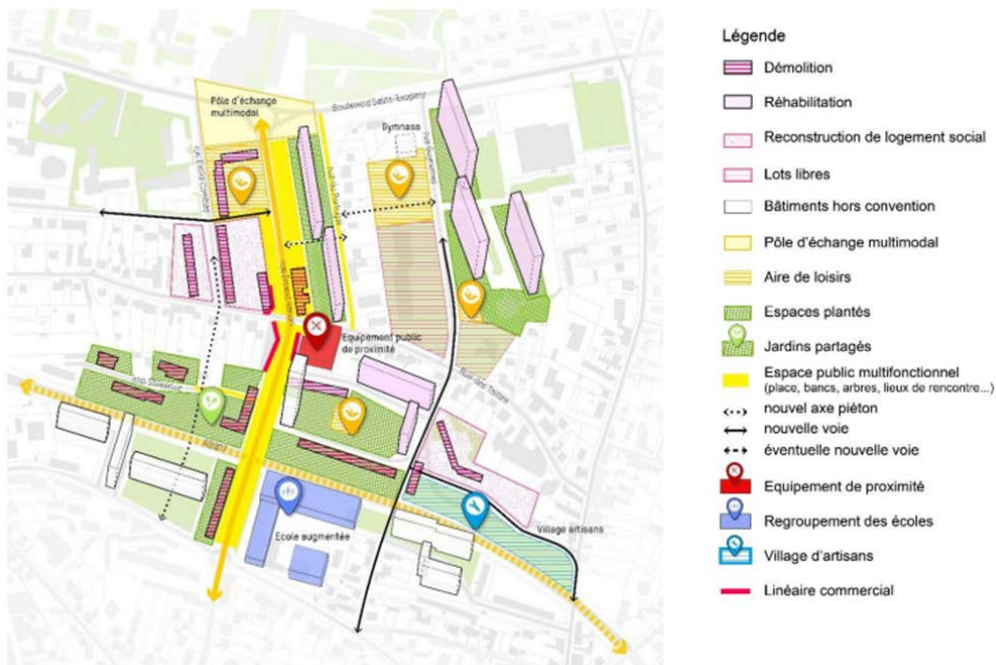 Pôle d'échange
multimodal
Gymnase
Equipement public
de proximité
Ecole augmentée
Village artisans
Légende
Démolition
Réhabilitation
Reconstruction de logement social
Lots libres
Bâtiments hors convention
Pôle d'échange multimodal
Aire de loisirs
Espaces plantés
Jardins partagés
Espace public multifonctionnel
(place, bancs, arbres, lieux de rencontre...)
nouvel axe piéton
nouvelle voie
éventuelle nouvelle voie
Equipement de proximité
Regroupement des écoles
Village d'artisans
Linéaire commercial